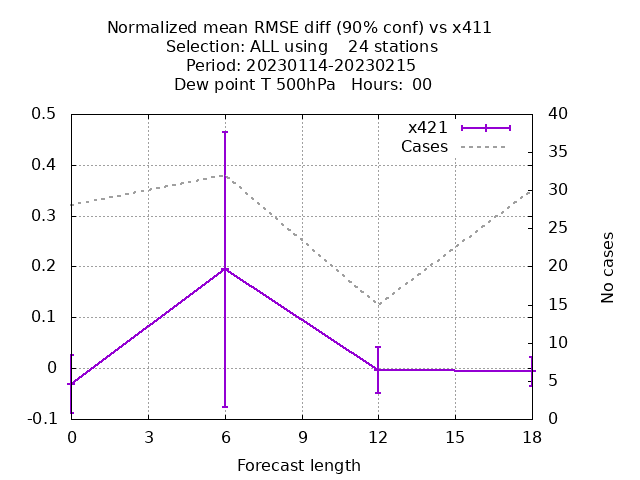 Normalized mean RMSE diff (90% conf) vs x411
Selection: ALL using    24 stations
Period: 20230114-20230215
Dew point T 500hPa   Hours: 00
x421
Cases
0.5
0.4
0.3
0.2
0.1
0
-0.1
40
35
30
25
20
15
10
5
0
No cases
0 3 6 9 12 15 18
Forecast length